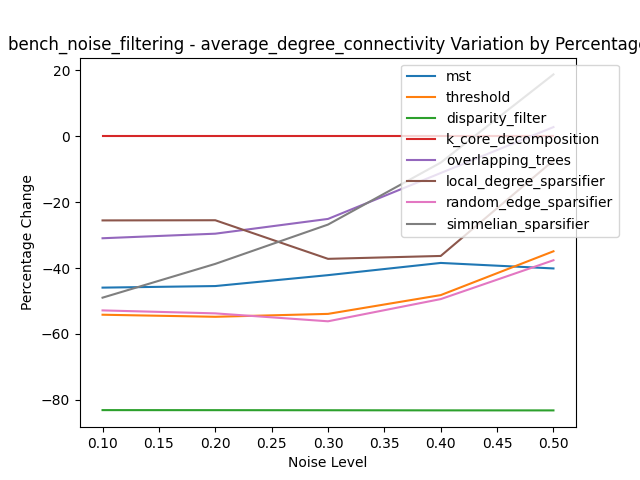 bench_noise_filtering - average_degree_connectivity Variation by Percentage
20
0
−20
−40
−60
−80
Percentage Change
0.10 0.15 0.20 0.25 0.30 0.35 0.40 0.45 0.50
Noise Level
mst
threshold
disparity_filter
k_core_decomposition
overlapping_trees
local_degree_sparsifier
random_edge_sparsifier
simmelian_sparsifier